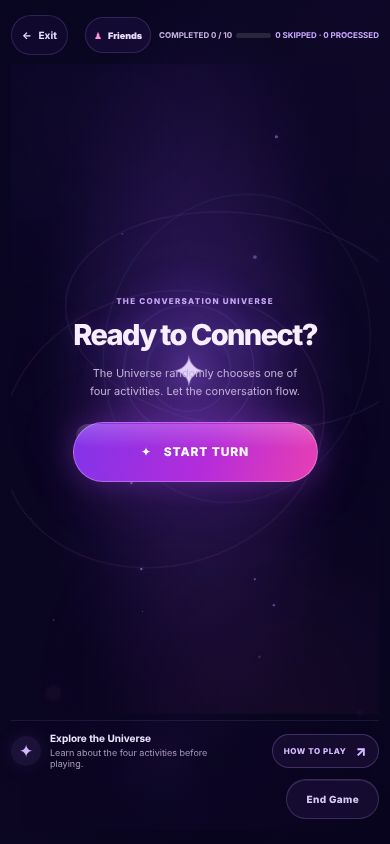 ← Exit
Friends
COMPLETED 0 / 10
0 SKIPPED · 0 PROCESSED
THE CONVERSATION UNIVERSE
Ready to Connect?
The Universe randomly chooses one of
four activities. Let the conversation flow.
START TURN
Explore the Universe
Learn about the four activities before
playing.
HOW TO PLAY
End Game